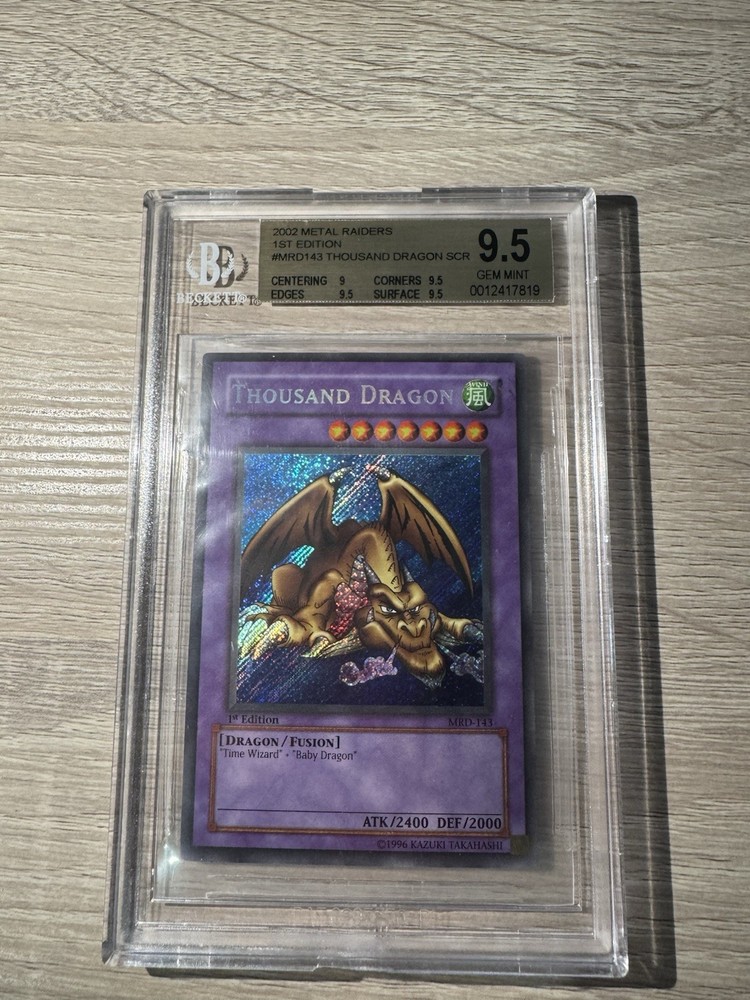 2002 METAL RAIDERS
1ST EDITION
#MRD143 THOUSAND DRAGON SCR
9.5
GEM MINT
CENTERING 9 CORNERS 9.5
EDGES 9.5 SURFACE 9.5
0012417819
BECKETT®
THOUSAND DRAGON
WIND
風
1st Edition
MRD-143
[DRAGON/FUSION]
"Time Wizard" + "Baby Dragon"
ATK/2400 DEF/2000
©1996 KAZUKI TAKAHASHI